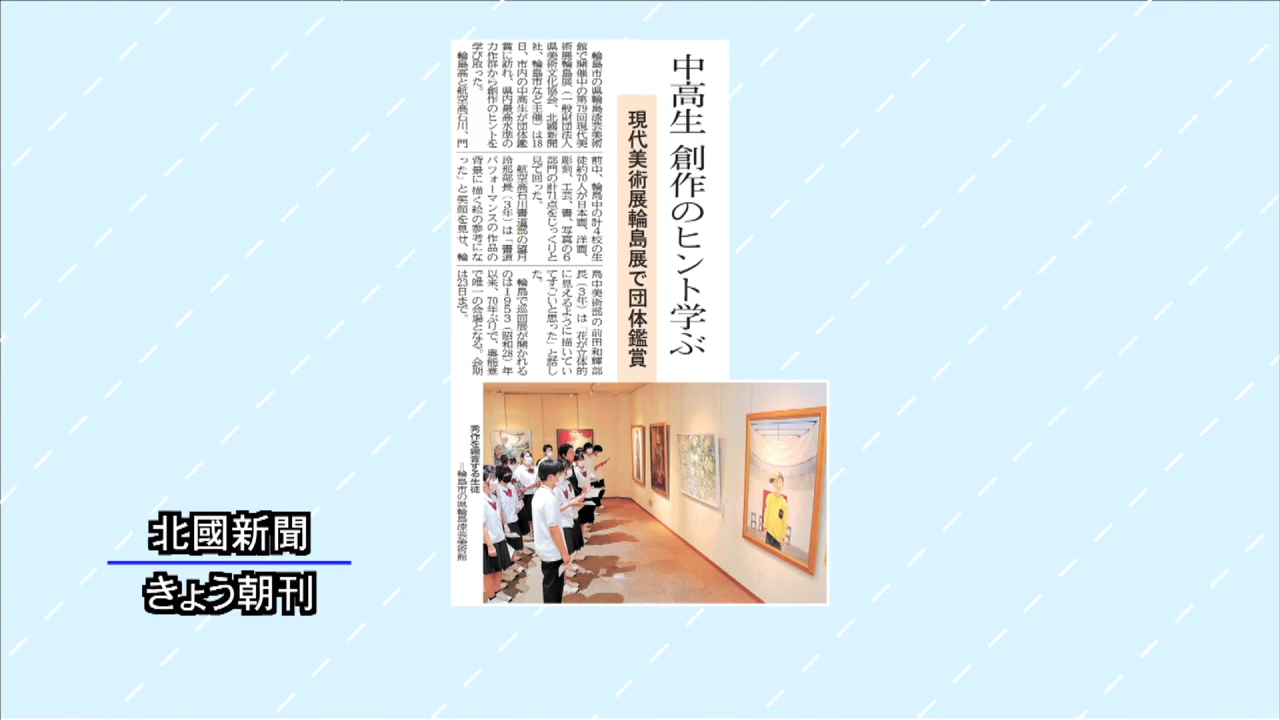 中高生 創作のヒント学ぶ
現代美術展輪島展で団体鑑賞
輪島市の県輪島漆芸美術
館で開催中の第79回現代美
術展輪島展（一般財団法人
県美術文化協会、北國新聞
社、輪島市など主催）は18
日、市内の中高生が団体鑑
賞に訪れ、県内最高水準の
力作群から創作のヒントを
学び取った。
輪島高と航空高石川、門
前中、輪島中の計４校の生
徒約70人が日本画、洋画、
彫刻、工芸、書、写真の６
部門の計71点をじっくりと
見て回った。
航空高石川書道部の望月
玲那部長（３年）は「書道
パフォーマンスの作品の
背景に描く絵の参考にな
った」と笑顔を見せ、輪
島中美術部の前田和輝部
長（３年）は「花が立体的
に見えるように描いてい
てすごいと思った」と話し
た。
輪島で巡回展が開かれる
のは１９５３（昭和28）年
以来、70年ぶりで、奥能登
で唯一の会場となる。会期
は23日まで。
秀作を鑑賞する生徒
＝輪島市の県輪島漆芸美術館
北國新聞
きょう朝刊